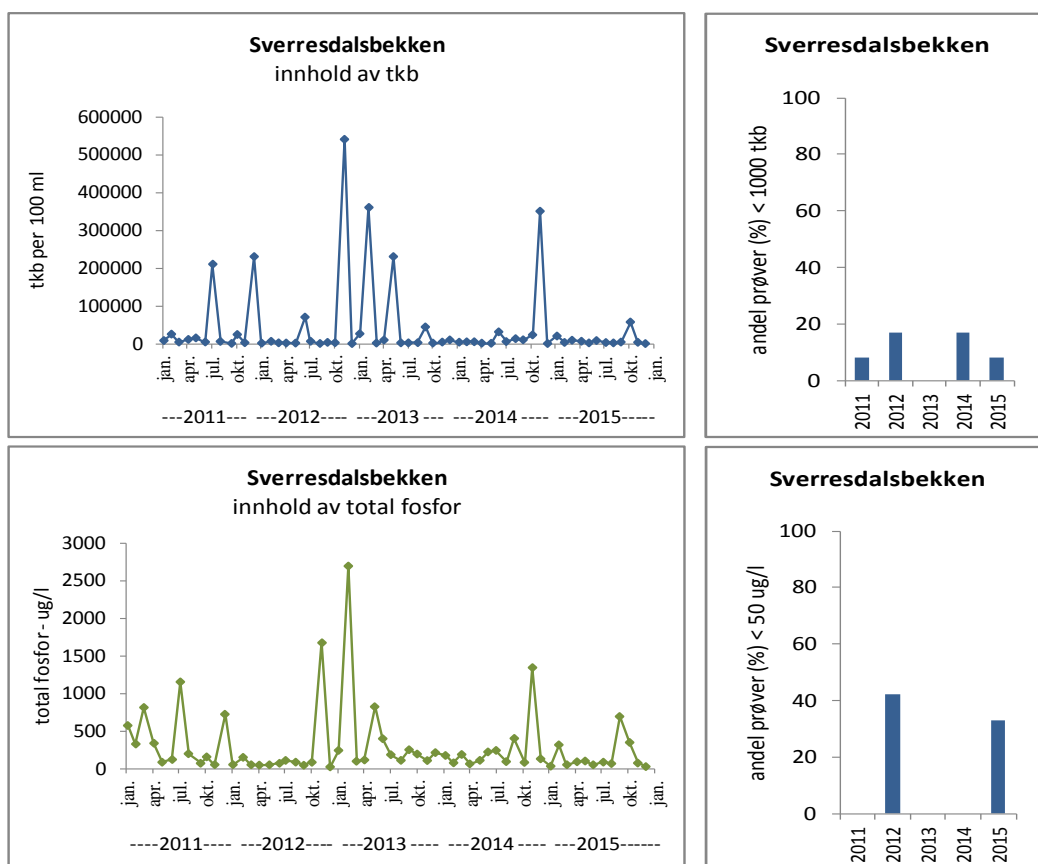 Sverresdalsbekken
innhold av tkb
tkb per 100 ml
600000
500000
400000
300000
200000
100000
0
jan. apr. jul. okt. jan. apr. jul. okt. jan. apr. jul. okt. jan. apr. jul. okt. jan. apr. jul. okt. jan.
----2011--- ---2012----- ---2013---- ---2014----- ----2015-----
Sverresdalsbekken
andel prøver (%) < 1000 tkb
100
80
60
40
20
0
2011 2012 2013 2014 2015
Sverresdalsbekken
innhold av total fosfor
total fosfor - ug/l
3000
2500
2000
1500
1000
500
0
jan. apr. jul. okt. jan. apr. jul. okt. jan. apr. jul. okt. jan. apr. jul. okt. jan. apr. jul. okt. jan.
----2011---- ---2012----- ---2013---- ---2014----- ----2015------
Sverresdalsbekken
andel prøver (%) < 50 ug/l
100
80
60
40
20
0
2011 2012 2013 2014 2015